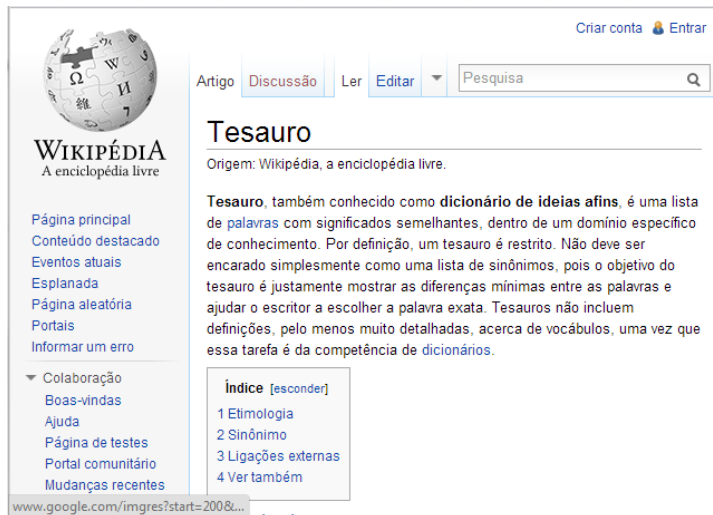 Criar conta Entrar
Artigo Discussão Ler Editar Pesquisa
WIKIPÉDIA
A enciclopédia livre
Página principal
Conteúdo destacado
Eventos atuais
Esplanada
Página aleatória
Portais
Informar um erro
Colaboração
Boas-vindas
Ajuda
Página de testes
Portal comunitário
Mudanças recentes
Tesauro
Origem: Wikipédia, a enciclopédia livre.
Tesauro, também conhecido como dicionário de ideias afins, é uma lista
de palavras com significados semelhantes, dentro de um domínio específico
de conhecimento. Por definição, um tesauro é restrito. Não deve ser
encarado simplesmente como uma lista de sinônimos, pois o objetivo do
tesauro é justamente mostrar as diferenças mínimas entre as palavras e
ajudar o escritor a escolher a palavra exata. Tesauros não incluem
definições, pelo menos muito detalhadas, acerca de vocábulos, uma vez que
essa tarefa é da competência de dicionários.
Índice [esconder]
1 Etimologia
2 Sinônimo
3 Ligações externas
4 Ver também
www.google.com/imgres?start=200&...